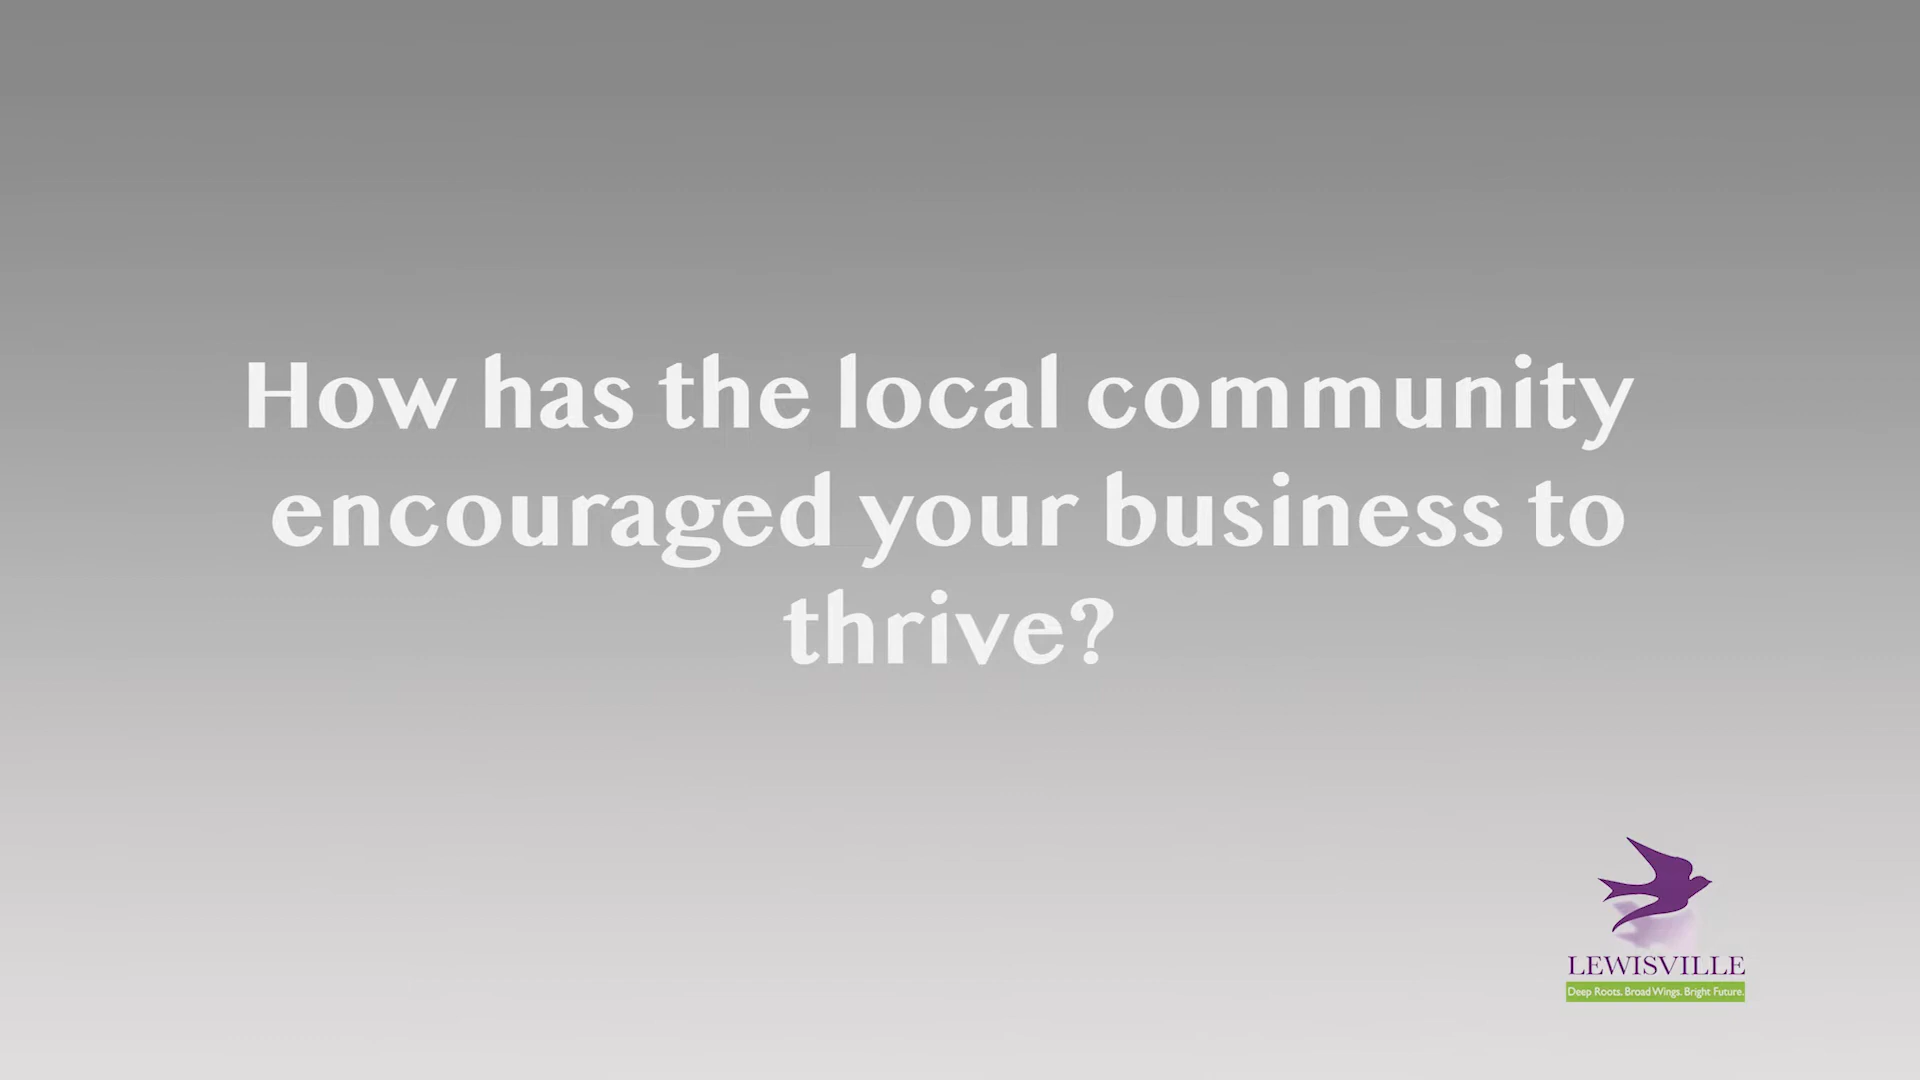 How has the local community
encouraged your business to
thrive?
LEWISVILLE
Deep Roots. Broad Wings. Bright Future.